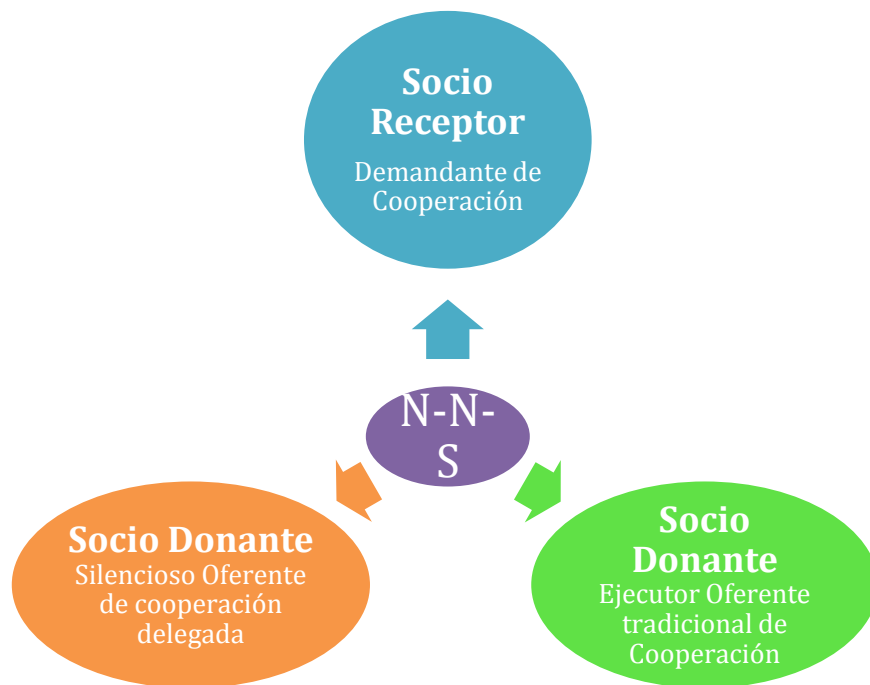 Socio
Receptor
Demandante de
Cooperación
N-N-
S
Socio Donante
Silencioso Oferente
de cooperación
delegada
Socio
Donante
Ejecutor Oferente
tradicional de
Cooperación